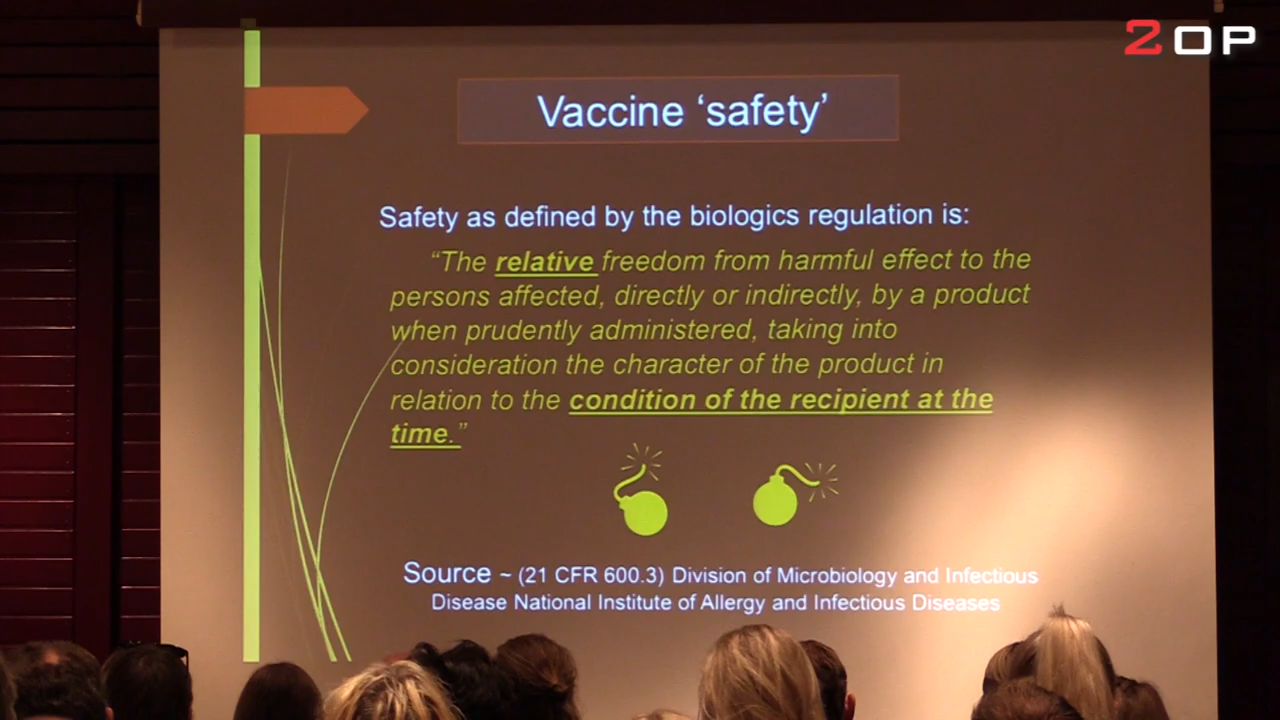 2OP
Vaccine ‘safety’
Safety as defined by the biologics regulation is:
“The relative freedom from harmful effect to the
persons affected, directly or indirectly, by a product
when prudently administered, taking into
consideration the character of the product in
relation to the condition of the recipient at the
time.”
Source ~ (21 CFR 600.3) Division of Microbiology and Infectious
Disease National Institute of Allergy and Infectious Diseases